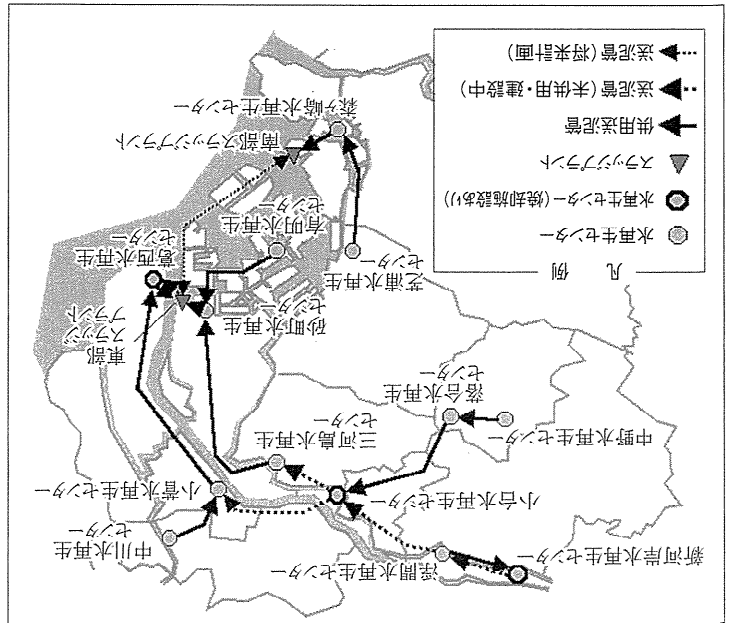 新河岸水再生センター
浮間水再生センター
中川水再生
センター
小台水再生センター
小菅水再生センター
中野水再生センター
落合水再生
センター
三河島水再生
センター
東部
スラッジ
プラント
砂町水再生
センター
葛西水再生
センター
芝浦水再生
センター
有明水再生
センター
南部スラッジプラント
森ヶ崎水再生センター
凡 例
水再生センター
水再生センター(焼却施設あり)
スラッジプラント
供用送泥管
送泥管(未供用・建設中)
送泥管(将来計画)